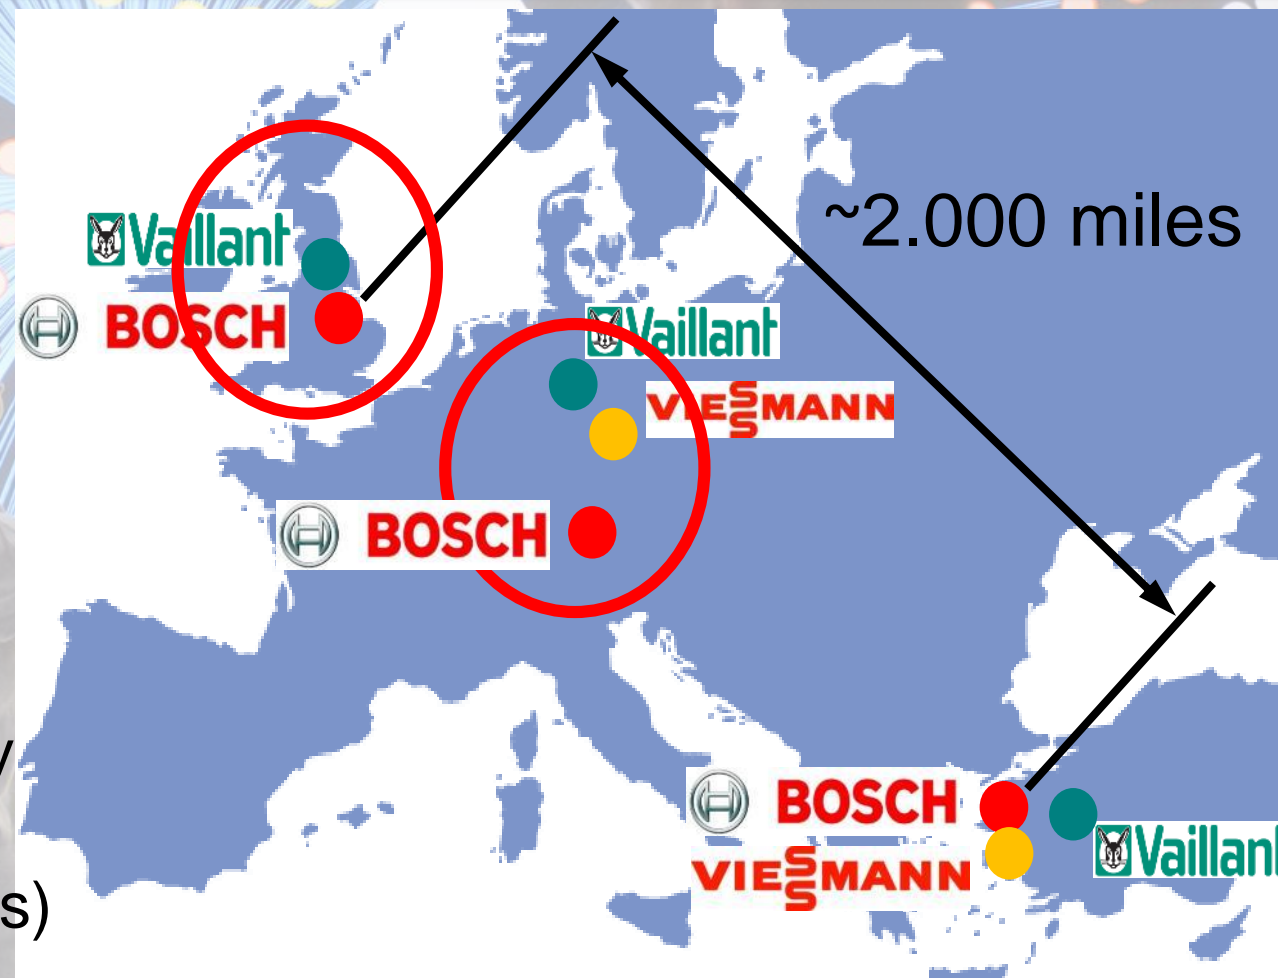 ~2.000 miles
Vaillant
BOSCH
Vaillant
VIESSMANN
BOSCH
y
BOSCH
Vaillant
VIESSMANN
s)